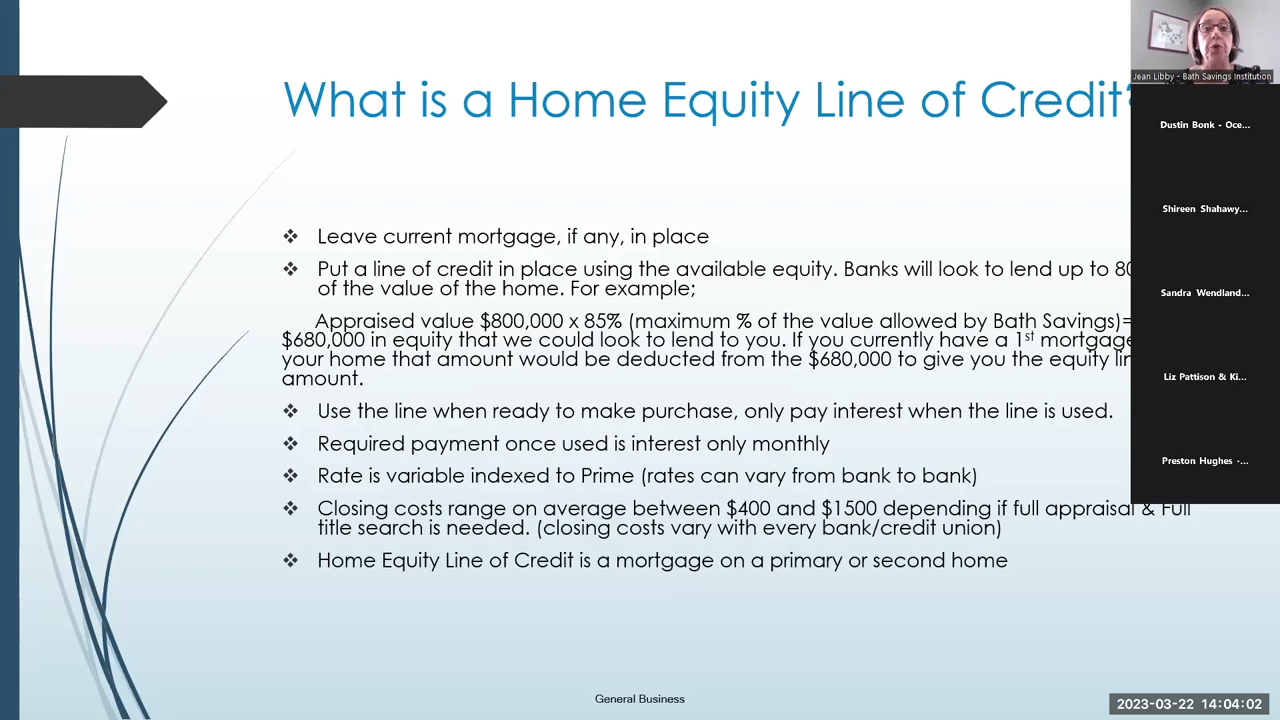 What is a Home Equity Line of Credit?
Leave current mortgage, if any, in place
Put a line of credit in place using the available equity. Banks will look to lend up to 80
of the value of the home. For example;
Appraised value $800,000 x 85% (maximum % of the value allowed by Bath Savings)=
$680,000 in equity that we could look to lend to you. If you currently have a 1st mortgage
your home that amount would be deducted from the $680,000 to give you the equity
amount.
Use the line when ready to make purchase, only pay interest when the line is used.
Required payment once used is interest only monthly
Rate is variable indexed to Prime (rates can vary from bank to bank)
Closing costs range on average between $400 and $1500 depending if full appraisal & Full
title search is needed. (closing costs vary with every bank/credit union)
Home Equity Line of Credit is a mortgage on a primary or second home
General Business
Jean Libby - Bath Savings Institution
Dustin Bonk - Oce...
Shireen Shahawy...
Sandra Wendland...
Liz Pattison & Ki...
Preston Hughes -...
2023-03-22 14:04:02